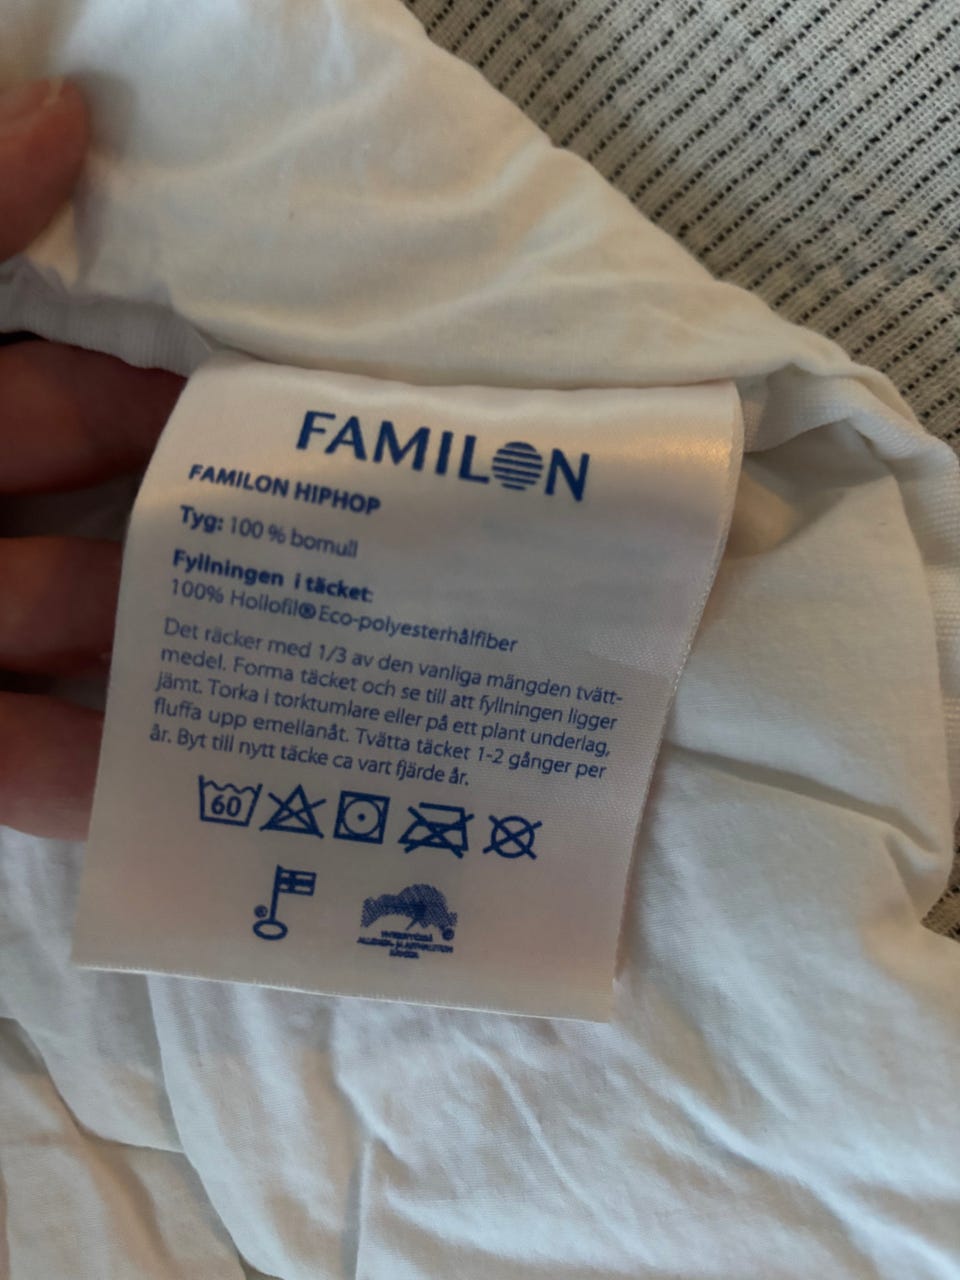 FAMILON
FAMILON HIPHOP
Tyg: 100 % bomull
Fyllningen i täcket:
100% Hollofil® Eco-polyesterhålfiber
Det räcker med 1/3 av den vanliga mängden tvätt-
medel. Forma täcket och se till att fyllningen ligger
jämt. Torka i torktumlare eller på ett plant underlag,
fluffa upp emellanåt. Tvätta täcket 1-2 gånger per
år. Byt till nytt täcke ca vart fjärde år.
60